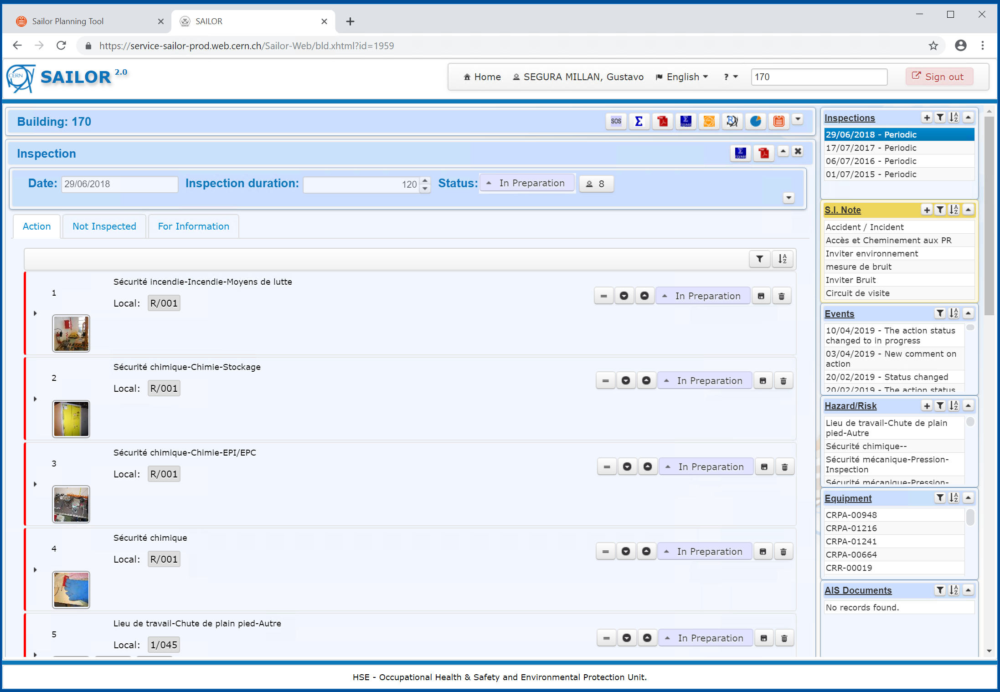 Sailor Planning Tool
SAILOR
https://service-sailor-prod.web.cern.ch/Sailor-Web/bld.xhtml?id=1959
CERN
SAILOR 2.0
Home
SEGURA MILLAN, Gustavo
English
?
170
Sign out
Building: 170
SOS
Σ
Σ EDMS
Inspection
Σ EDMS
Date: 29/06/2018
Inspection duration: 120
Status: In Preparation
8
Action
Not Inspected
For Information
1
Sécurité incendie-Incendie-Moyens de lutte
Local: R/001
In Preparation
2
Sécurité chimique-Chimie-Stockage
Local: R/001
In Preparation
3
Sécurité chimique-Chimie-EPI/EPC
Local: R/001
In Preparation
4
Sécurité chimique
Local: R/001
In Preparation
5
Lieu de travail-Chute de plain pied-Autre
Local: 1/045
In Preparation
Inspections
29/06/2018 - Periodic
17/07/2017 - Periodic
06/07/2016 - Periodic
01/07/2015 - Periodic
S.I. Note
Accident / Incident
Accès et Cheminement aux PR
Inviter environnement
mesure de bruit
Inviter Bruit
Circuit de visite
Events
10/04/2019 - The action status
changed to in progress
03/04/2019 - New comment on
action
20/02/2019 - Status changed
20/02/2019 - The action status
Hazard/Risk
Lieu de travail-Chute de plain
pied-Autre
Sécurité chimique--
Sécurité mécanique-Pression-
Inspection
Sécurité mécanique-Pression-
Equipment
CRPA-00948
CRPA-01216
CRPA-01241
CRPA-00664
CRR-00019
AIS Documents
No records found.
HSE - Occupational Health & Safety and Environmental Protection Unit.